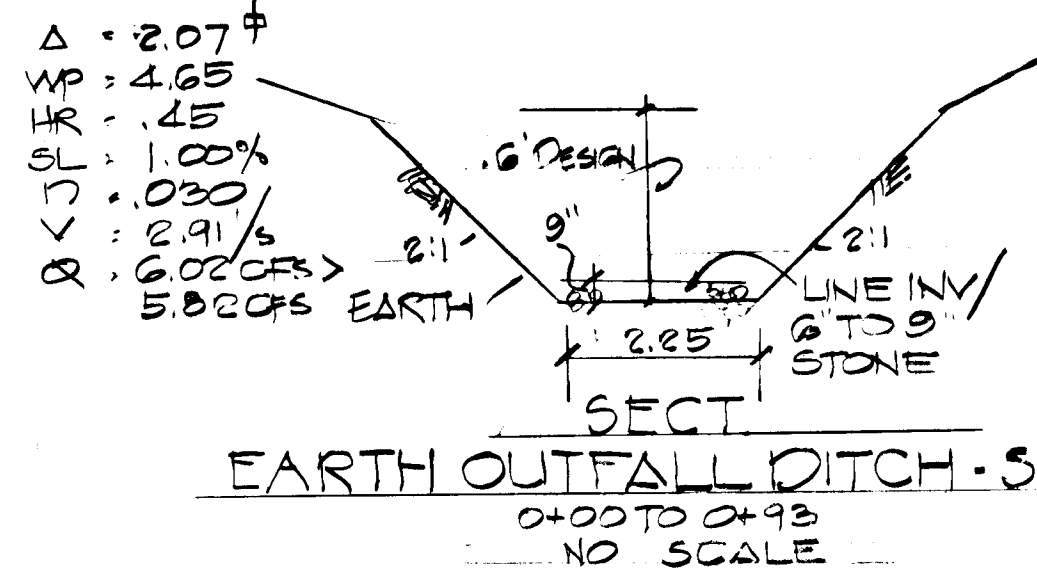 Δ = 2.07 ⌗
WP = 4.65
HR = .45
SL = 1.00%
n = .030
V = 2.91'/s
Q = 6.02 CFS >
5.82 CFS
.6' DESIGN
9"
2:1
2:1
EARTH
LINE INV/
6" TO 9"
STONE
2.25'
SECT.
EARTH OUTFALL DITCH - S
0+00 TO 0+93
NO SCALE